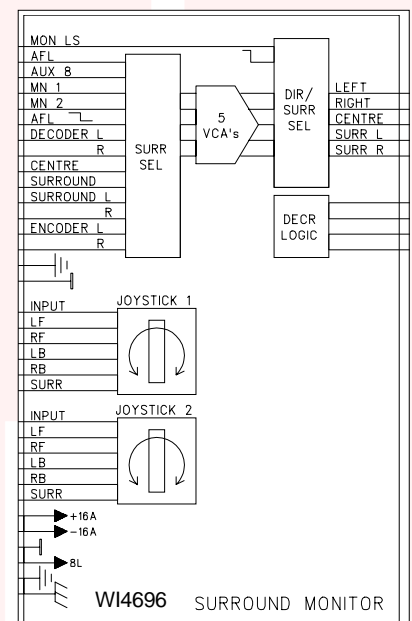 MON LS
AFL
AUX 8
MN 1
MN 2
AFL
DECODER L
R
CENTRE
SURROUND
SURROUND L
R
ENCODER L
R
SURR
SEL
5
VCA's
DIR/
SURR
SEL
LEFT
RIGHT
CENTRE
SURR L
SURR R
DECR
LOGIC
JOYSTICK 1
INPUT
LF
RF
LB
RB
SURR
JOYSTICK 2
INPUT
LF
RF
LB
RB
SURR
+16A
-16A
8L
WI4696 SURROUND MONITOR